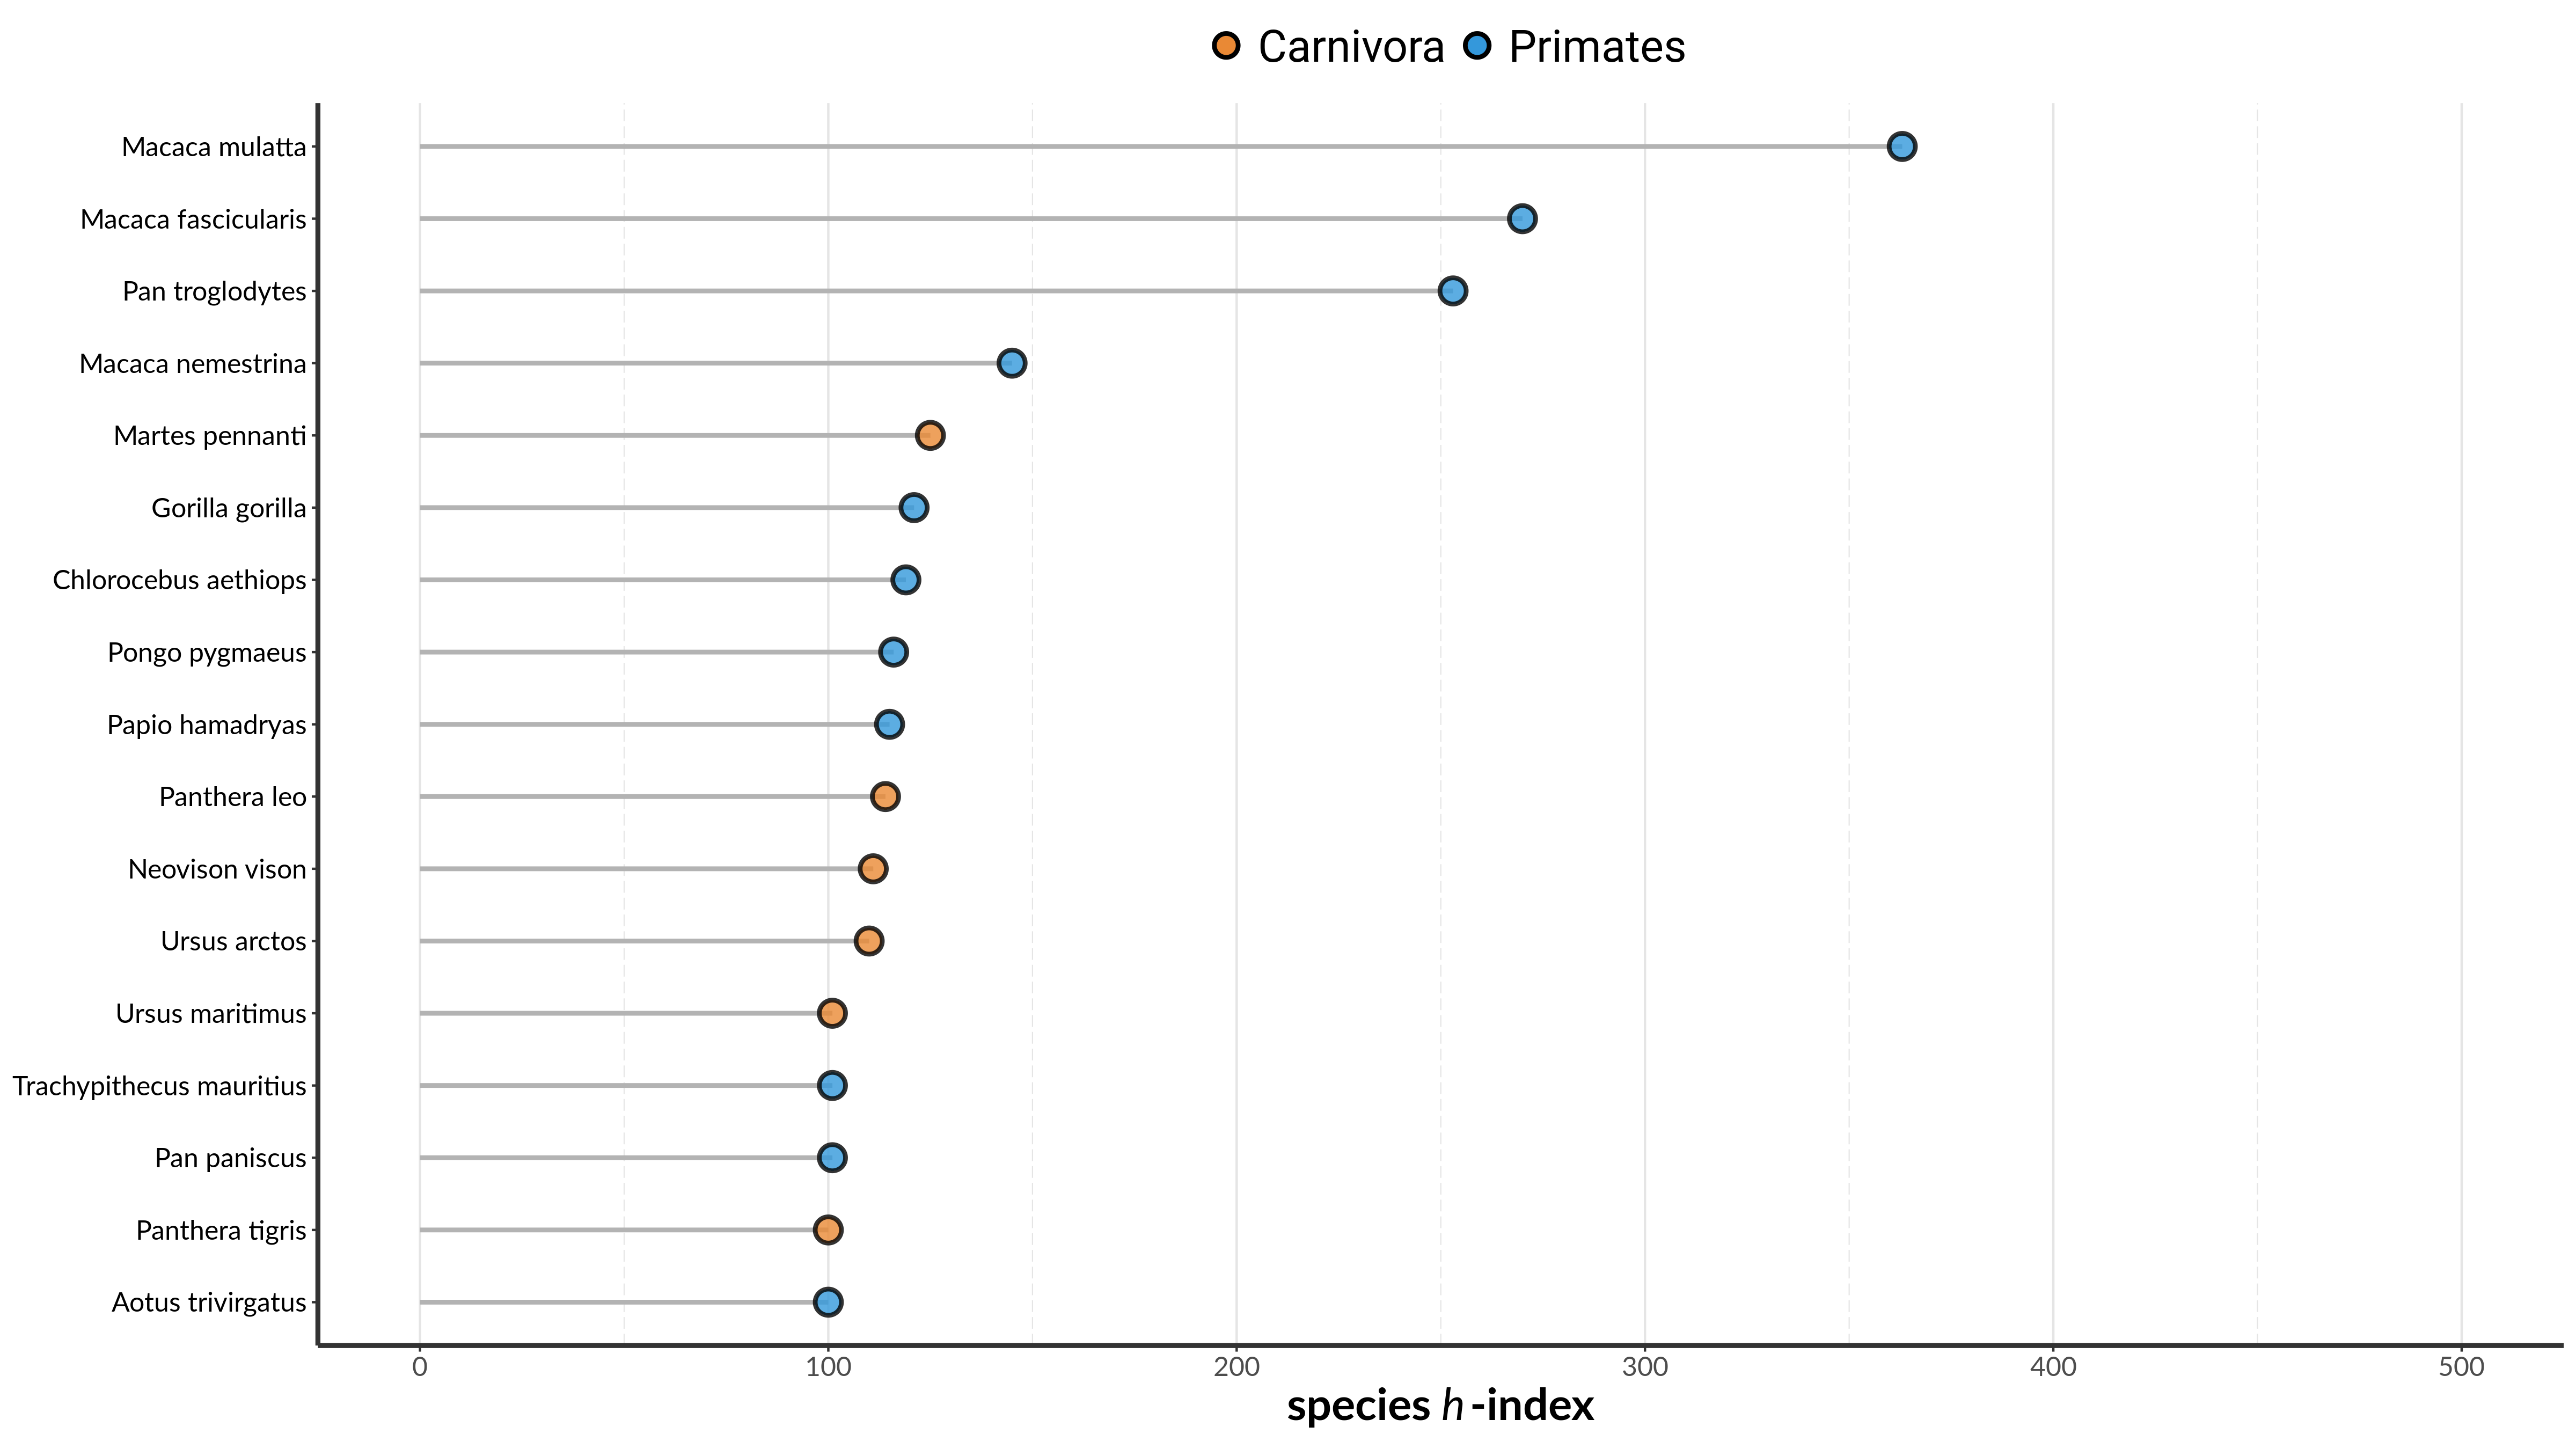 Carnivora Primates
Macaca mulatta
Macaca fascicularis
Pan troglodytes
Macaca nemestrina
Martes pennanti
Gorilla gorilla
Chlorocebus aethiops
Pongo pygmaeus
Papio hamadryas
Panthera leo
Neovison vison
Ursus arctos
Ursus maritimus
Trachypithecus mauritius
Pan paniscus
Panthera tigris
Aotus trivirgatus
0 100 200 300 400 500
species h-index